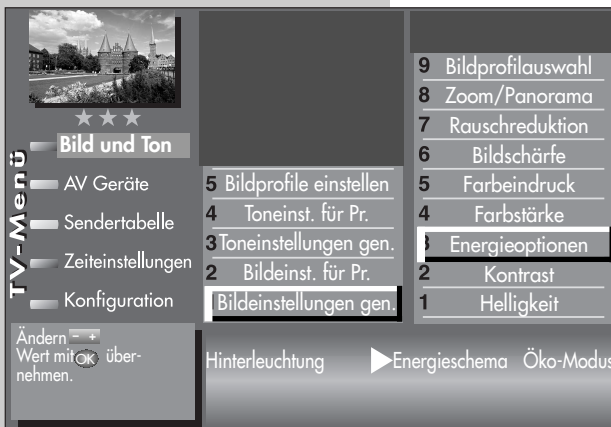 TV-Menü
Bild und Ton
AV Geräte
Sendertabelle
Zeiteinstellungen
Konfiguration
5 Bildprofile einstellen
4 Toneinst. für Pr.
3 Toneinstellungen gen.
2 Bildeinst. für Pr.
Bildeinstellungen gen.
9 Bildprofilauswahl
8 Zoom/Panorama
7 Rauschreduktion
6 Bildschärfe
5 Farbeindruck
4 Farbstärke
3 Energieoptionen
2 Kontrast
1 Helligkeit
Ändern - +
Wert mit OK über-
nehmen.
Hinterleuchtung Energieschema Öko-Modus